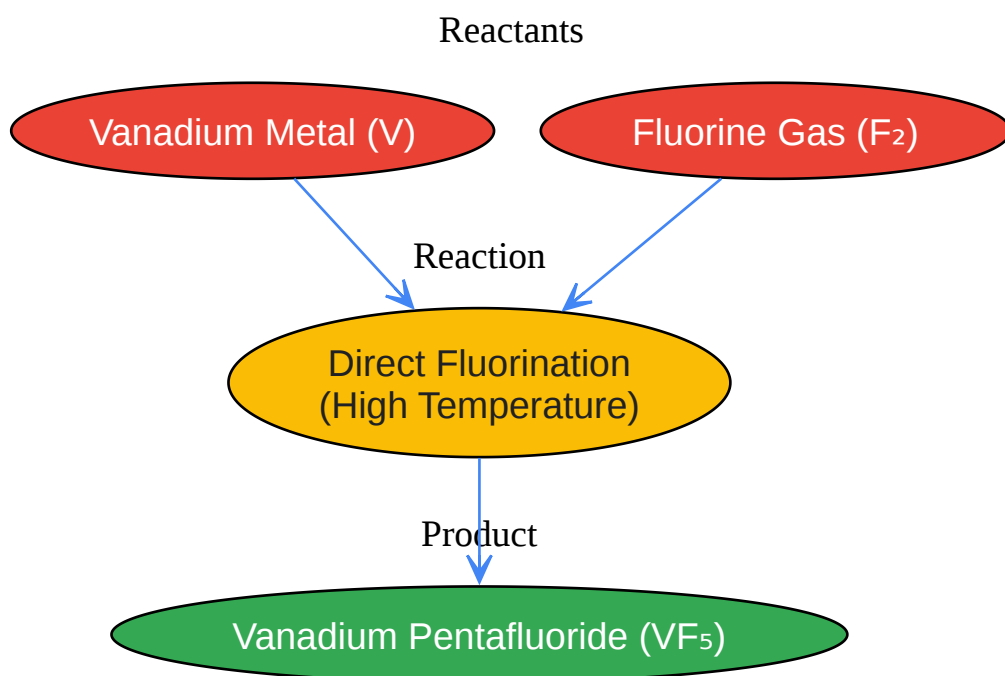 Reactants
Vanadium Metal (V)
Fluorine Gas (F₂)
Reaction
Direct Fluorination
(High Temperature)
Product
Vanadium Pentafluoride (VF₅)